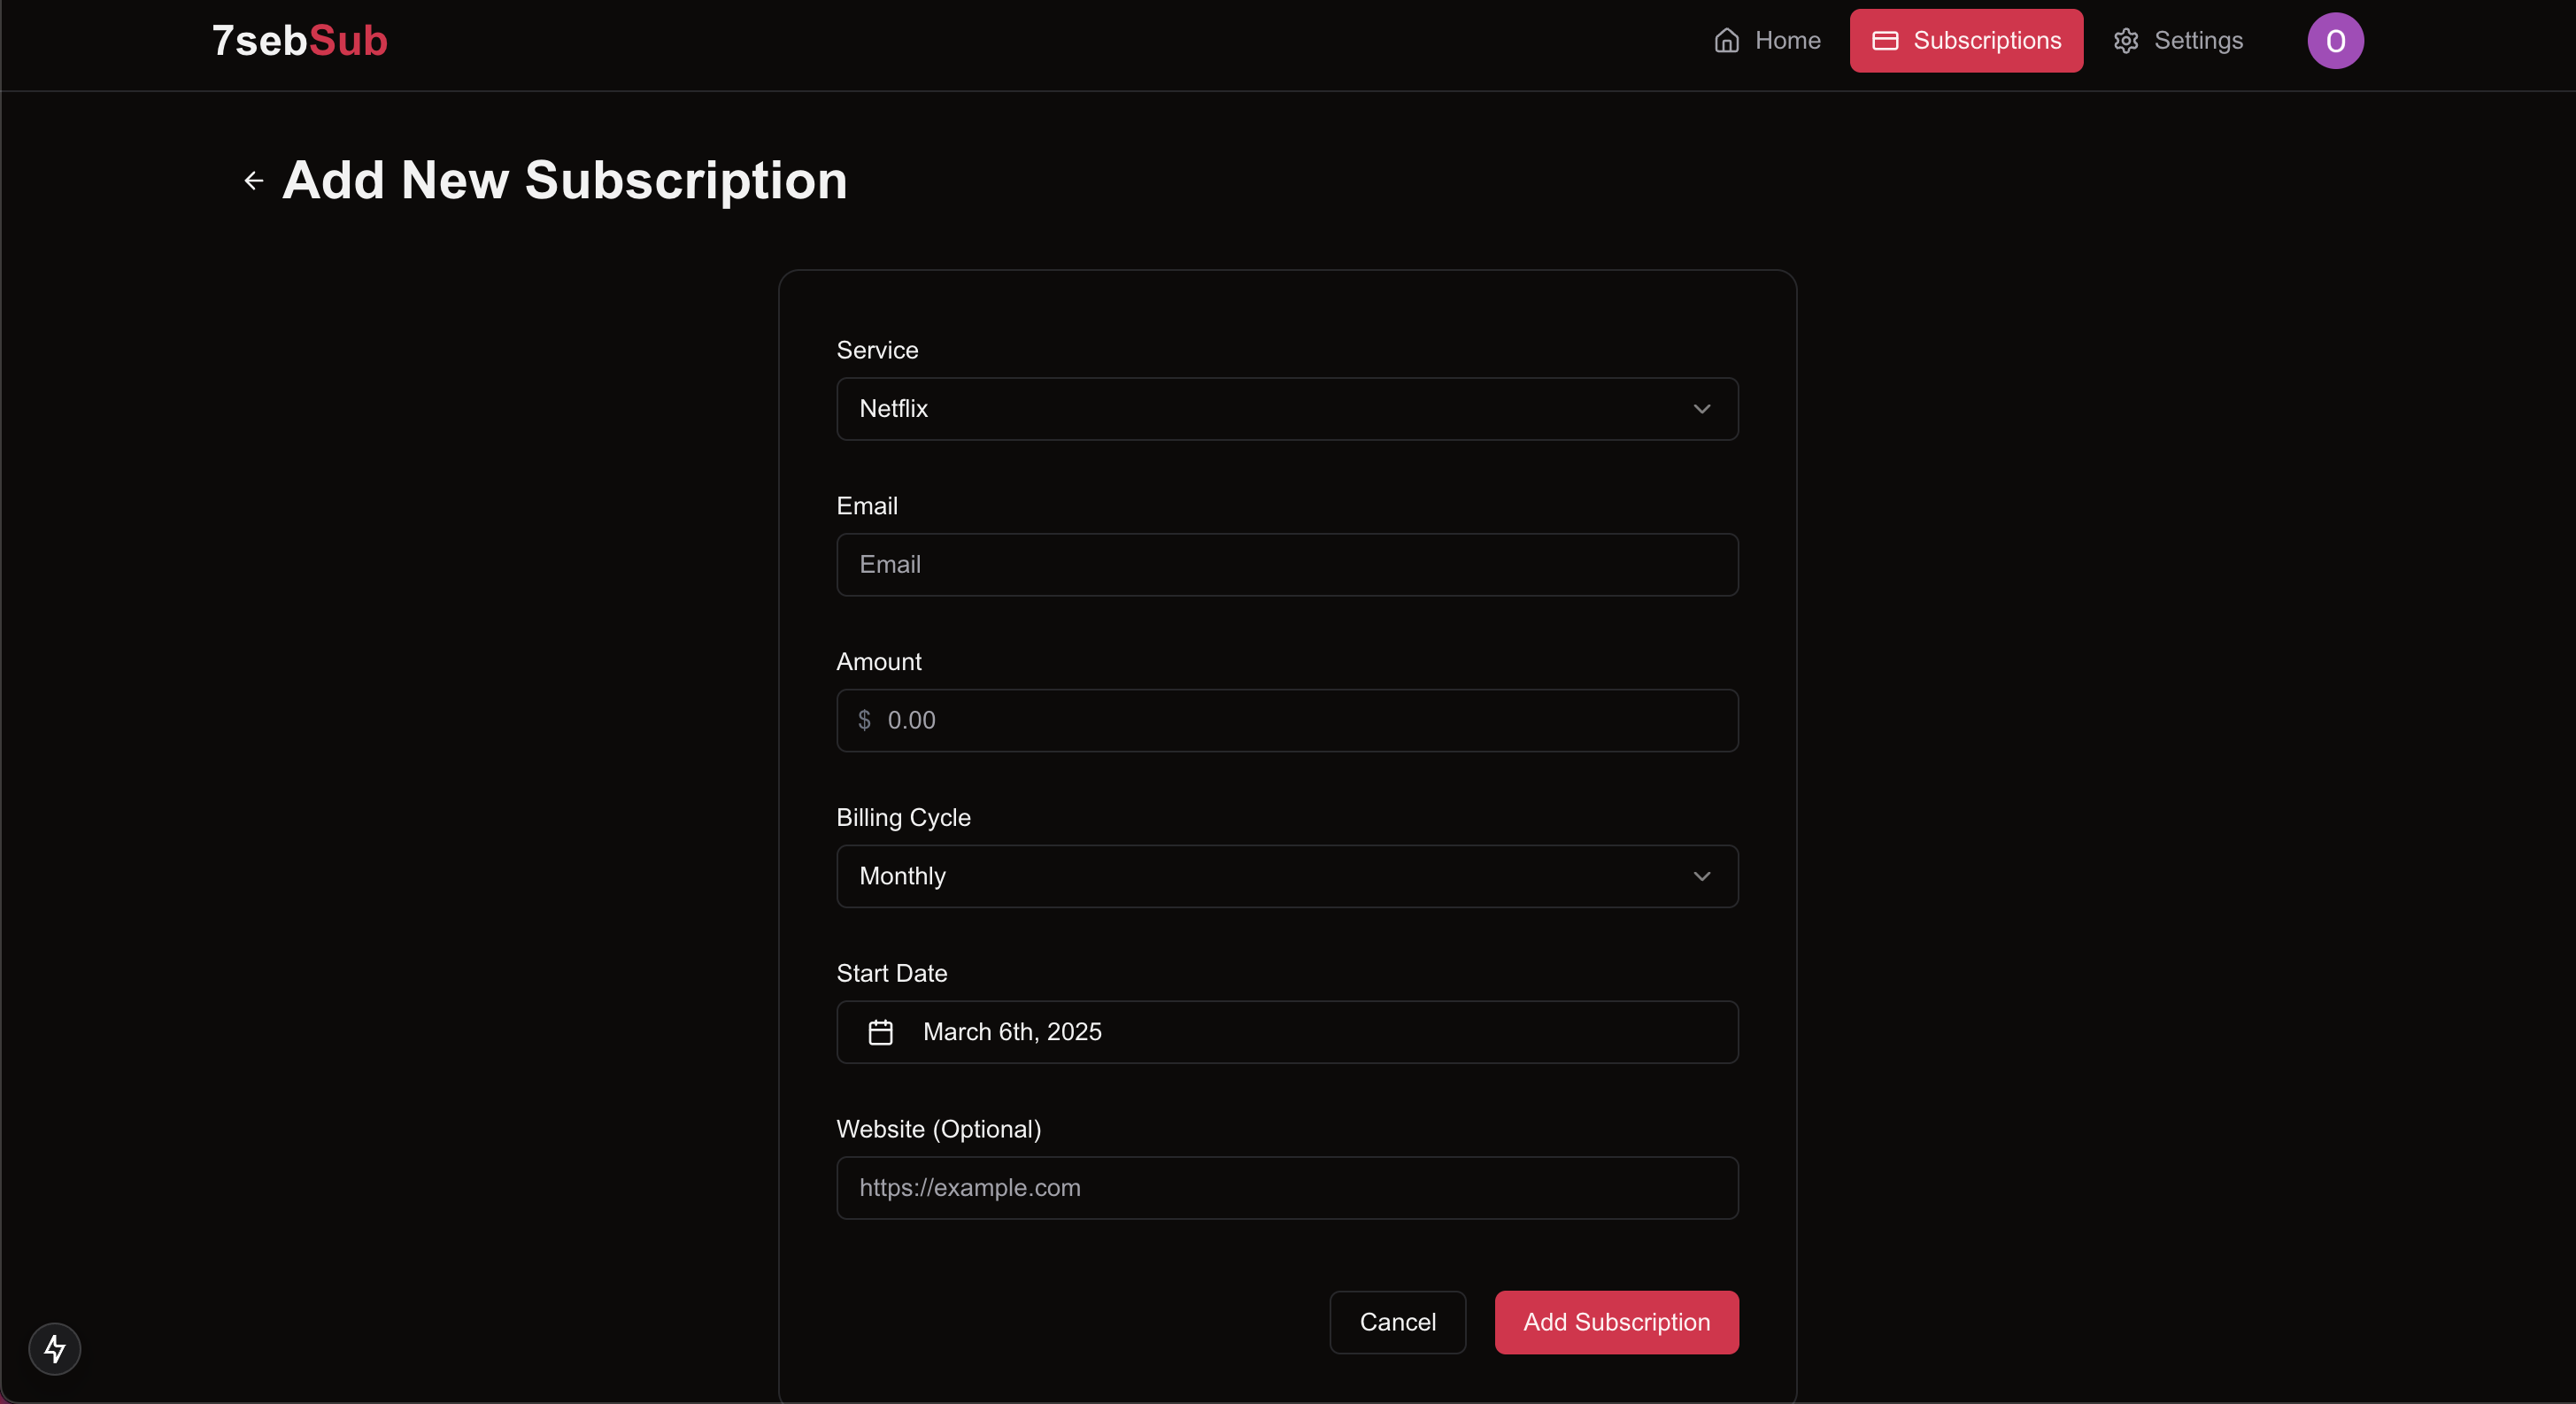 7sebSub
Home
Subscriptions
Settings
O
Add New Subscription
Service
Netflix
Email
Email
Amount
$ 0.00
Billing Cycle
Monthly
Start Date
March 6th, 2025
Website (Optional)
https://example.com
Cancel
Add Subscription